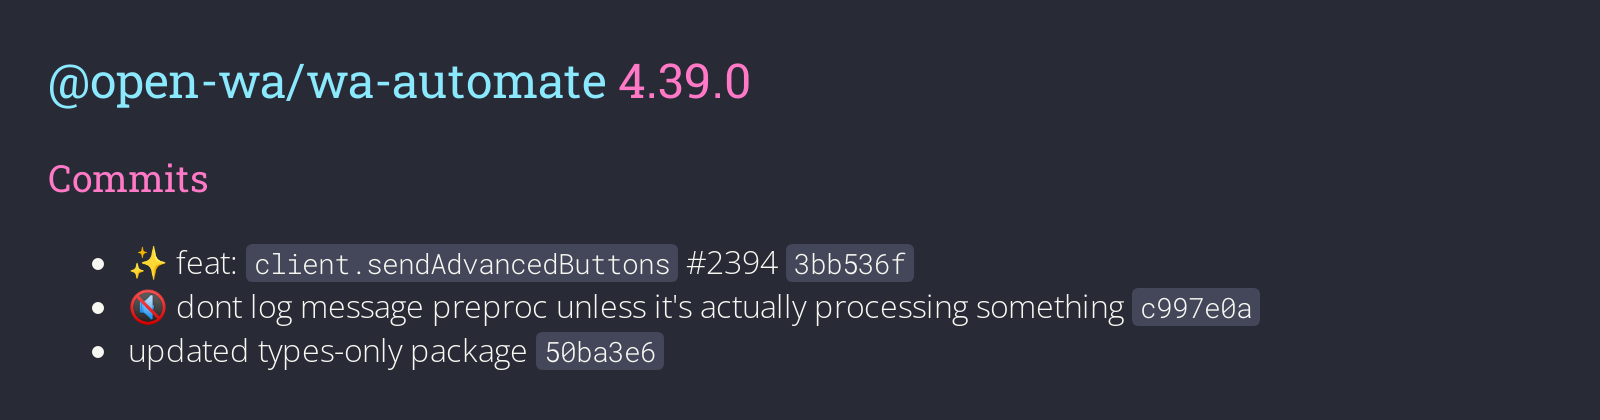 @open-wa/wa-automate 4.39.0
Commits
• ✨ feat: client.sendAdvancedButtons #2394 3bb536f
• 🔇 dont log message preproc unless it's actually processing something c997e0a
• updated types-only package 50ba3e6